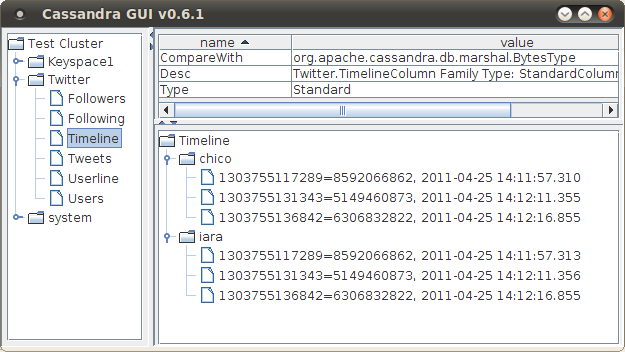 Cassandra GUI v0.6.1
Test Cluster
Keyspace1
Twitter
Followers
Following
Timeline
Tweets
Userline
Users
system
name value
CompareWith org.apache.cassandra.db.marshal.BytesType
Desc Twitter.TimelineColumn Family Type: StandardColumn
Type Standard
Timeline
chico
1303755117289=8592066862, 2011-04-25 14:11:57.310
1303755131343=5149460873, 2011-04-25 14:12:11.355
1303755136842=6306832822, 2011-04-25 14:12:16.855
iara
1303755117289=8592066862, 2011-04-25 14:11:57.313
1303755131343=5149460873, 2011-04-25 14:12:11.356
1303755136842=6306832822, 2011-04-25 14:12:16.855